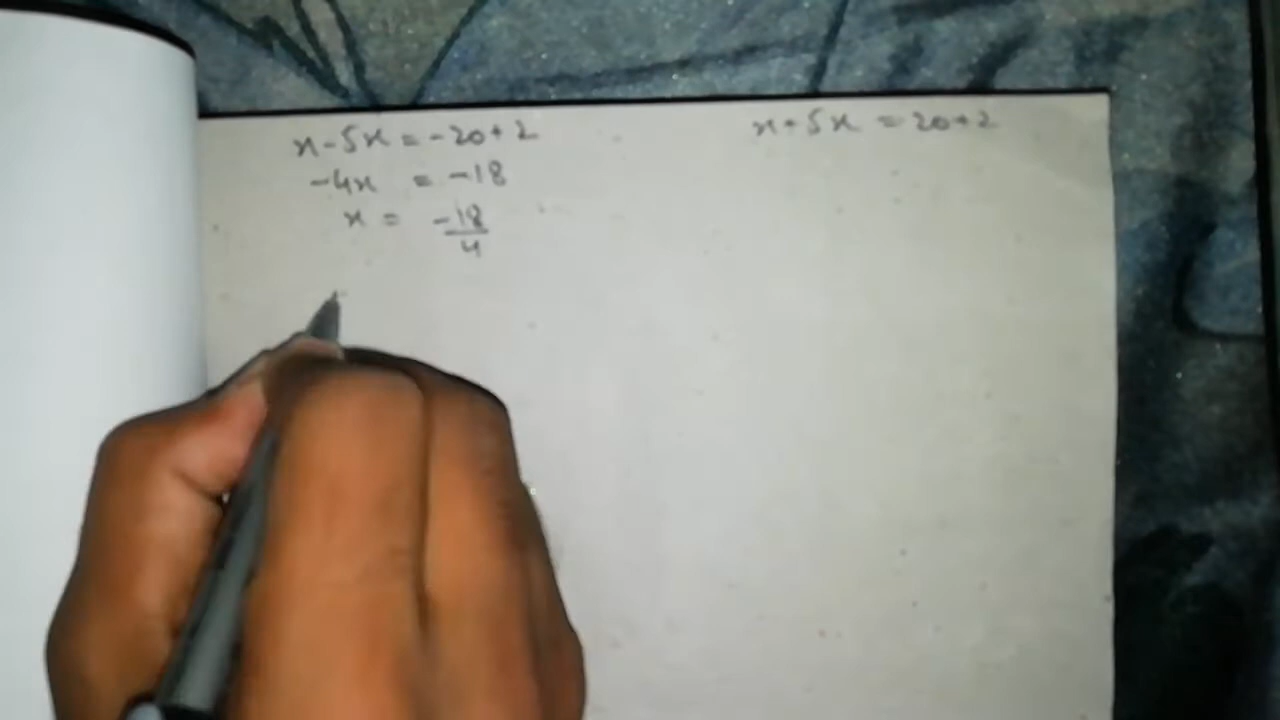 x-5x=-20+2
-4x = -18
x = -18/4
x+5x = 20+2